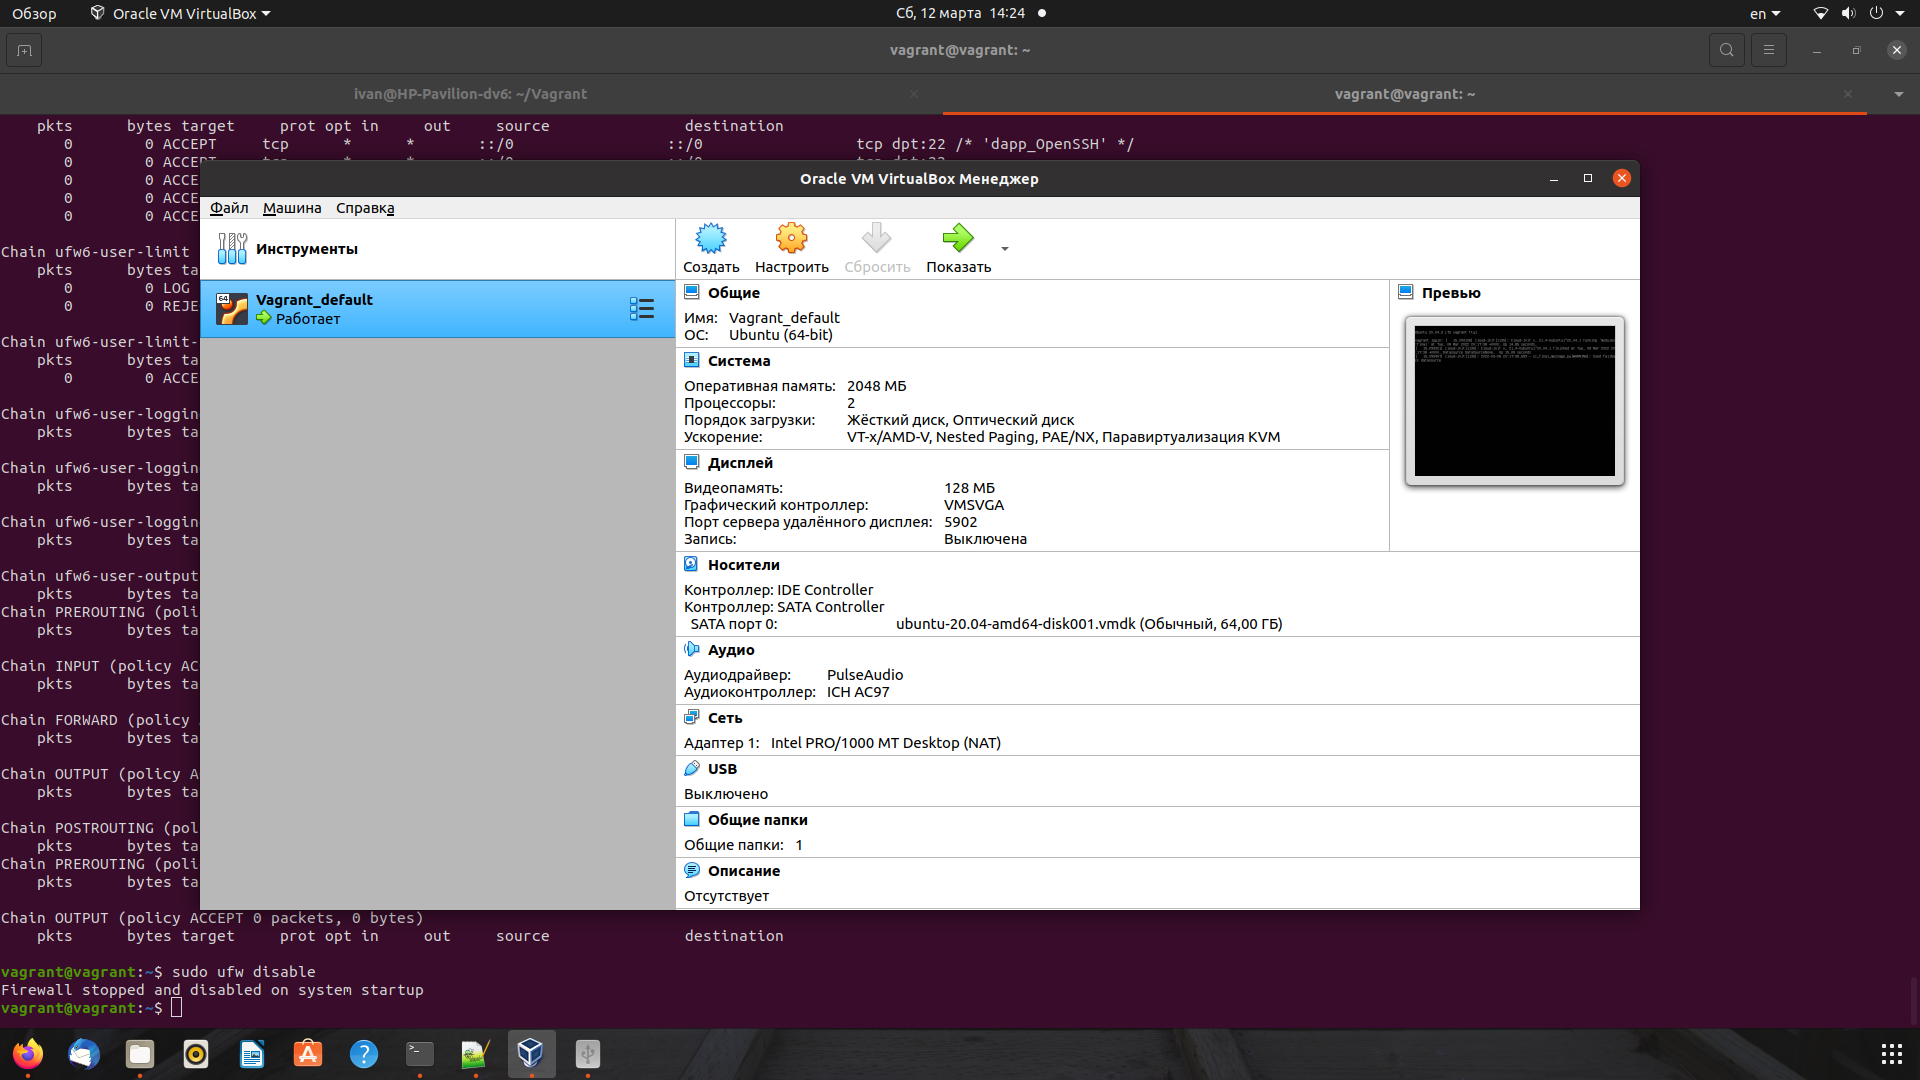 Обзор
Oracle VM VirtualBox
Сб, 12 марта 14:24
en
vagrant@vagrant: ~
ivan@HP-Pavilion-dv6: ~/Vagrant
vagrant@vagrant: ~
pkts bytes target prot opt in out source destination
0 0 ACCEPT tcp * * ::/0 ::/0 tcp dpt:22 /* 'dapp_OpenSSH' */
0 0 ACCEPT tcp * * ::/0 ::/0 tcp dpt:22
0 0 ACCE
0 0 ACCE
0 0 ACCE
Chain ufw6-user-limit
pkts bytes ta
0 0 LOG
0 0 REJE
Chain ufw6-user-limit-
pkts bytes ta
0 0 ACCE
Chain ufw6-user-loggin
pkts bytes ta
Chain ufw6-user-loggin
pkts bytes ta
Chain ufw6-user-loggin
pkts bytes ta
Chain ufw6-user-output
pkts bytes ta
Chain PREROUTING (poli
pkts bytes ta
Chain INPUT (policy AC
pkts bytes ta
Chain FORWARD (policy
pkts bytes ta
Chain OUTPUT (policy A
pkts bytes ta
Chain POSTROUTING (pol
pkts bytes ta
Chain PREROUTING (poli
pkts bytes ta
Chain OUTPUT (policy ACCEPT 0 packets, 0 bytes)
pkts bytes target prot opt in out source destination
vagrant@vagrant:~$ sudo ufw disable
Firewall stopped and disabled on system startup
vagrant@vagrant:~$
Oracle VM VirtualBox Менеджер
Файл Машина Справка
Инструменты
64
Vagrant_default
Работает
Создать Настроить Сбросить Показать
Общие
Имя: Vagrant_default
ОС: Ubuntu (64-bit)
Система
Оперативная память: 2048 МБ
Процессоры: 2
Порядок загрузки: Жёсткий диск, Оптический диск
Ускорение: VT-x/AMD-V, Nested Paging, PAE/NX, Паравиртуализация KVM
Дисплей
Видеопамять: 128 МБ
Графический контроллер: VMSVGA
Порт сервера удалённого дисплея: 5902
Запись: Выключена
Носители
Контроллер: IDE Controller
Контроллер: SATA Controller
SATA порт 0: ubuntu-20.04-amd64-disk001.vmdk (Обычный, 64,00 ГБ)
Аудио
Аудиодрайвер: PulseAudio
Аудиоконтроллер: ICH AC97
Сеть
Адаптер 1: Intel PRO/1000 MT Desktop (NAT)
USB
Выключено
Общие папки
Общие папки: 1
Описание
Отсутствует
Превью